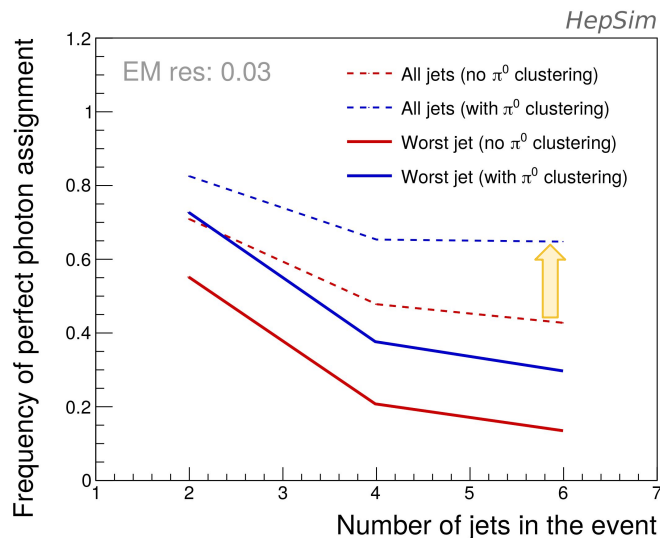 HepSim
EM res: 0.03
All jets (no π⁰ clustering)
All jets (with π⁰ clustering)
Worst jet (no π⁰ clustering)
Worst jet (with π⁰ clustering)
Frequency of perfect photon assignment
1.2
1
0.8
0.6
0.4
0.2
0
1 2 3 4 5 6 7
Number of jets in the event